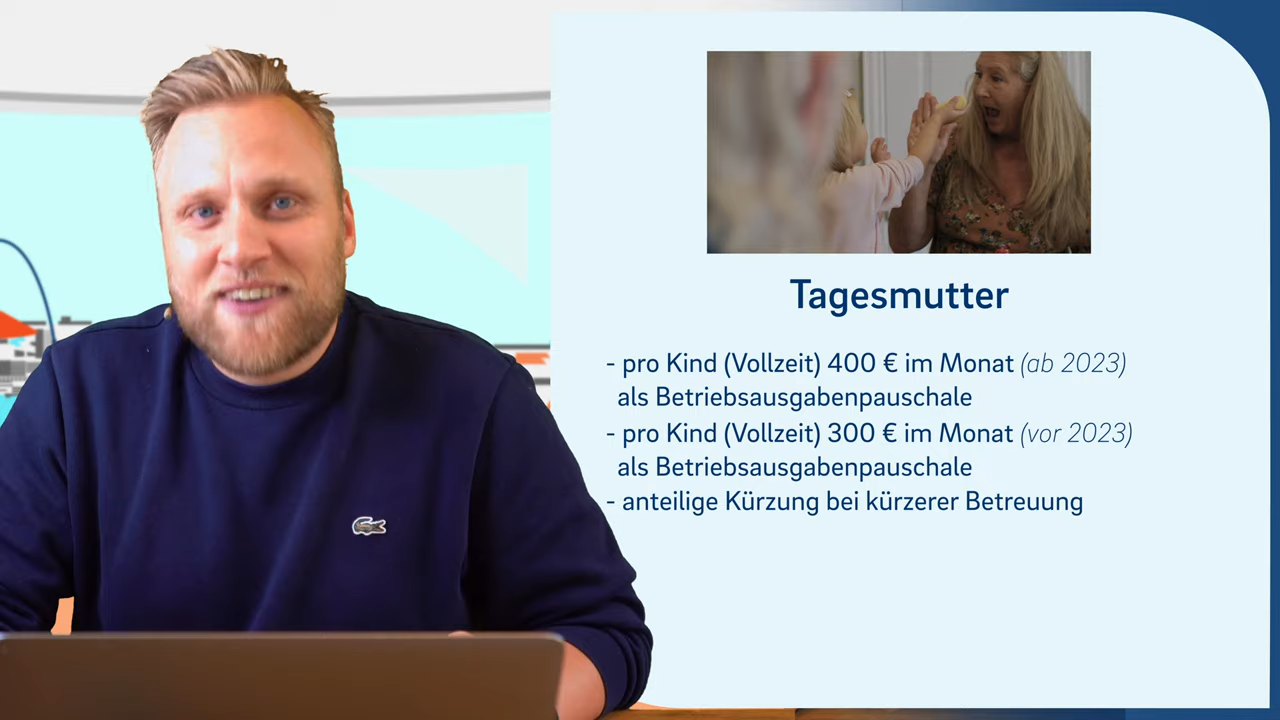 Tagesmutter
- pro Kind (Vollzeit) 400 € im Monat (ab 2023)
als Betriebsausgabenpauschale
- pro Kind (Vollzeit) 300 € im Monat (vor 2023)
als Betriebsausgabenpauschale
- anteilige Kürzung bei kürzerer Betreuung